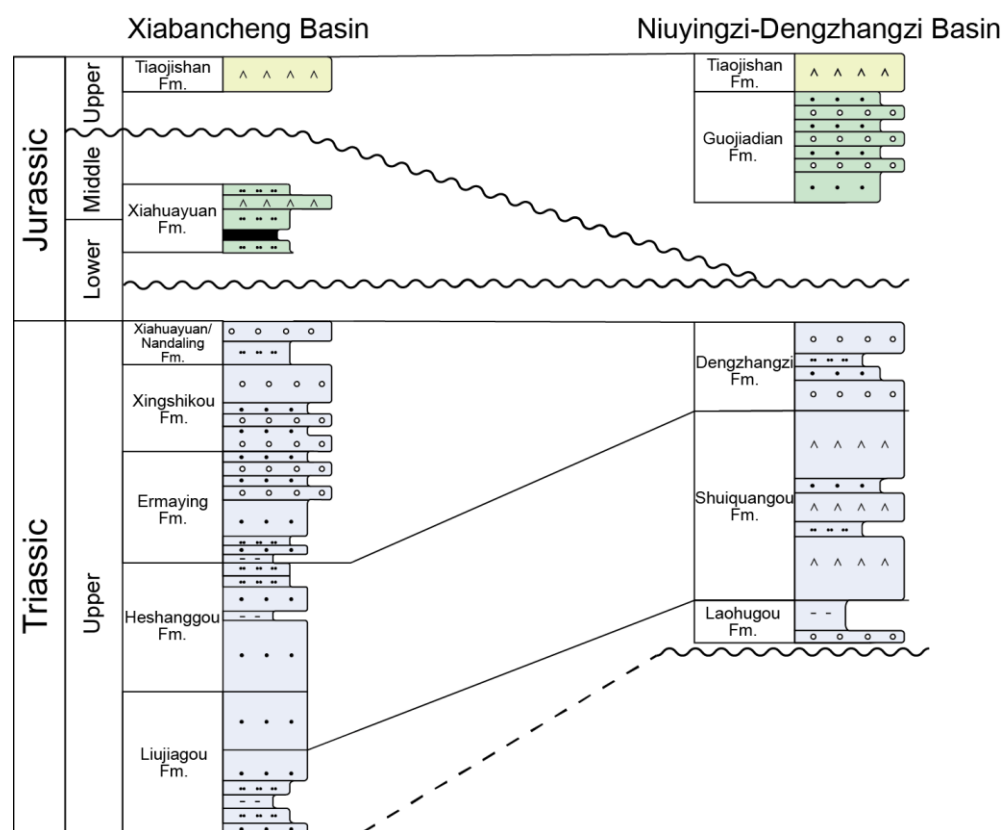 Xiabancheng Basin
Niuyingzi-Dengzhangzi Basin
Jurassic
Upper
Middle
Lower
Tiaojishan
Fm.
Xiahuayuan
Fm.
Tiaojishan
Fm.
Guojiadian
Fm.
Triassic
Upper
Xiahuayuan/
Nandaling
Fm.
Xingshikou
Fm.
Ermaying
Fm.
Heshanggou
Fm.
Liujiagou
Fm.
Dengzhangzi
Fm.
Shuiquangou
Fm.
Laohugou
Fm.